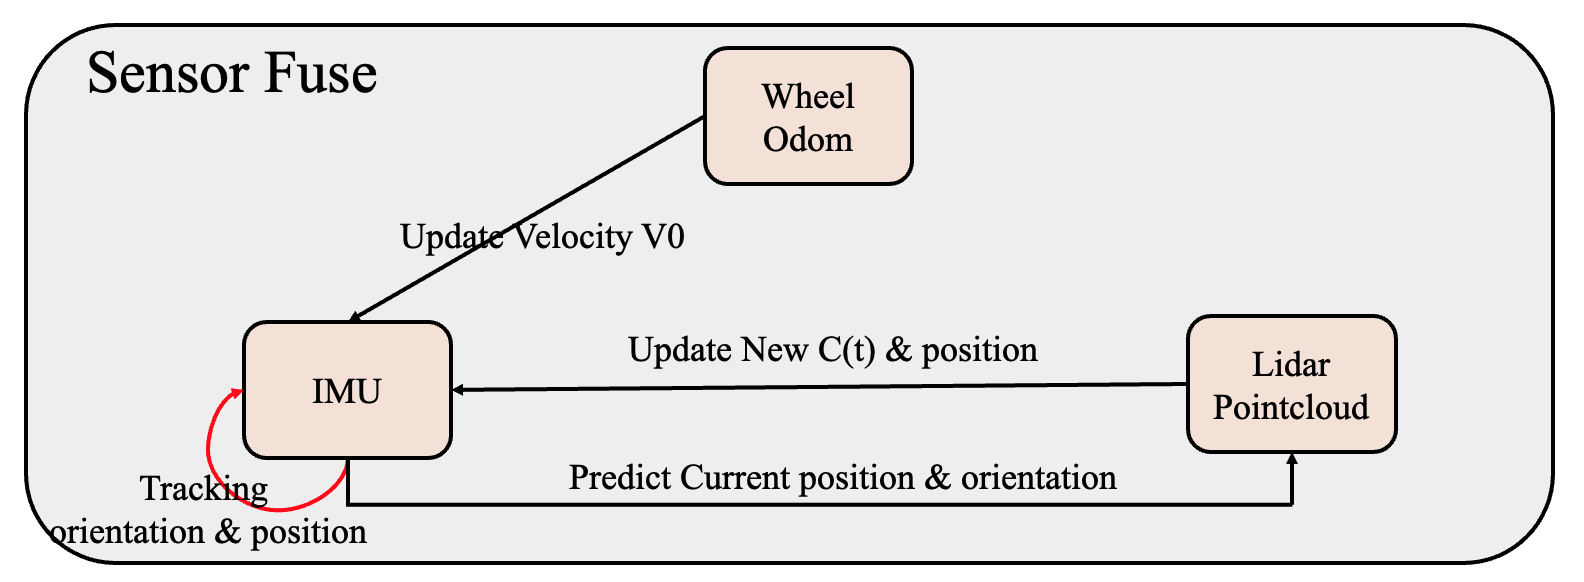 Sensor Fuse
Wheel
Odom
Update Velocity V0
Update New C(t) & position
IMU
Lidar
Pointcloud
Predict Current position & orientation
Tracking
orientation & position